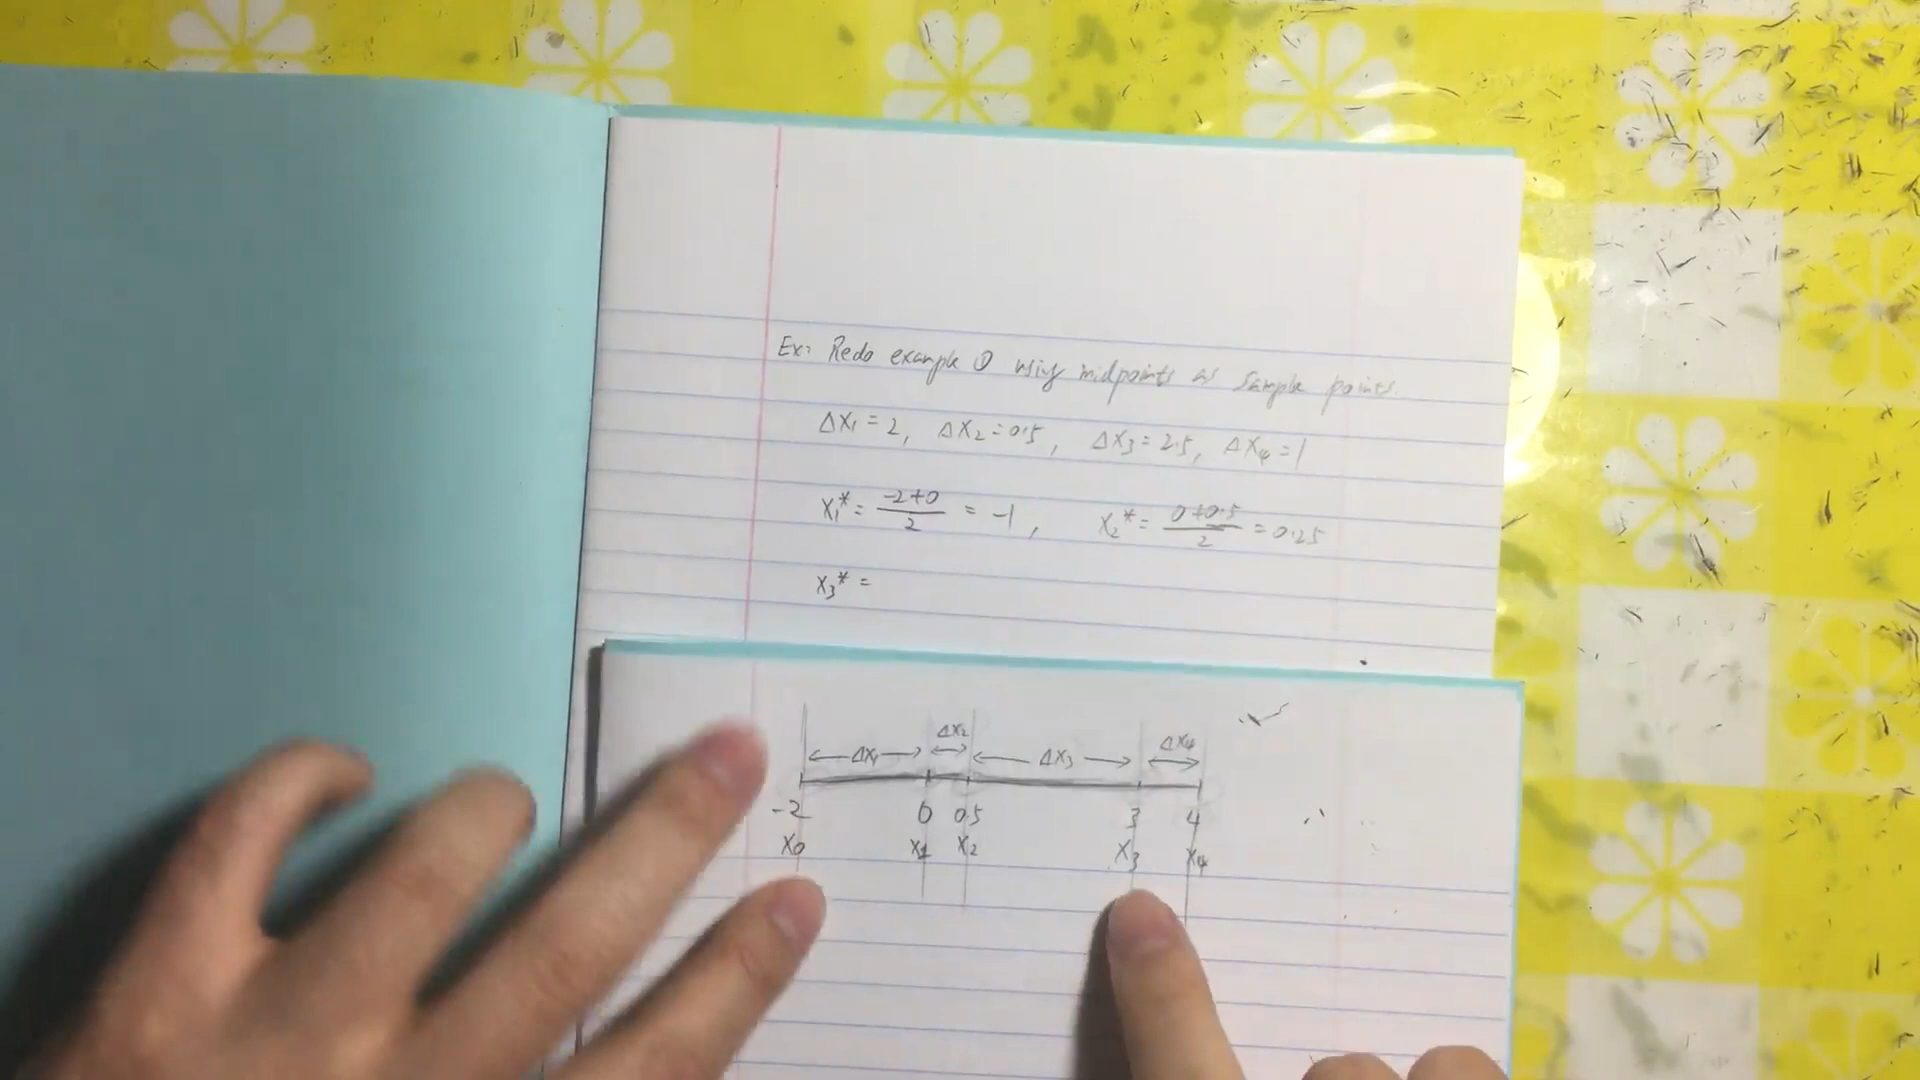 Ex: Redo example ① using midpoints as sample points.
Δx₁ = 2, Δx₂ = 0.5, Δx₃ = 2.5, Δx₄ = 1
x₁* = (-2+0)/2 = -1, x₂* = (0+0.5)/2 = 0.25
x₃* =
Δx₁ Δx₂ Δx₃ Δx₄
-2 0 0.5 3 4
x₀ x₁ x₂ x₃ x₄